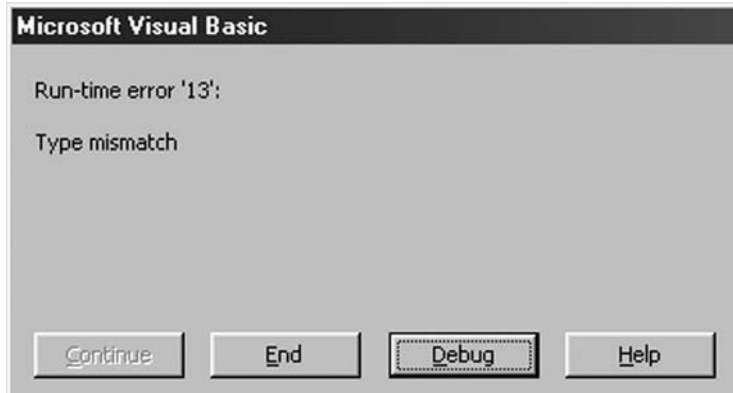 Microsoft Visual Basic
Run-time error '13':
Type mismatch
Continue End Debug Help